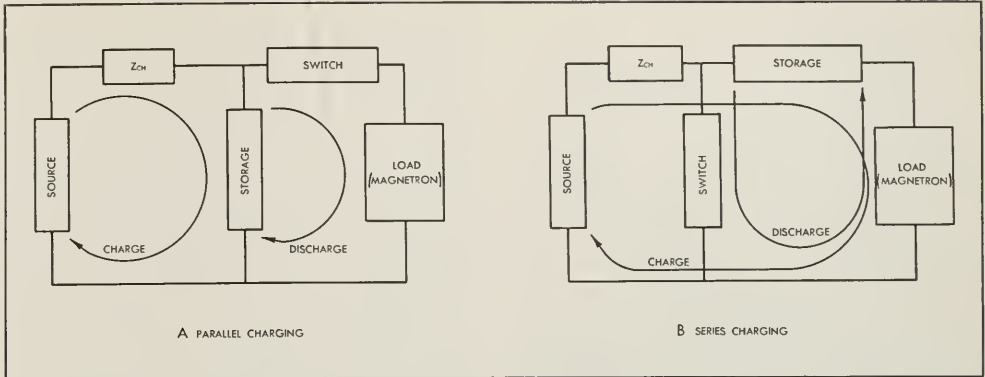 ZCH
SWITCH
SOURCE
STORAGE
LOAD
(MAGNETRON)
CHARGE
DISCHARGE
A PARALLEL CHARGING
ZCH
STORAGE
SOURCE
SWITCH
LOAD
(MAGNETRON)
DISCHARGE
CHARGE
B SERIES CHARGING